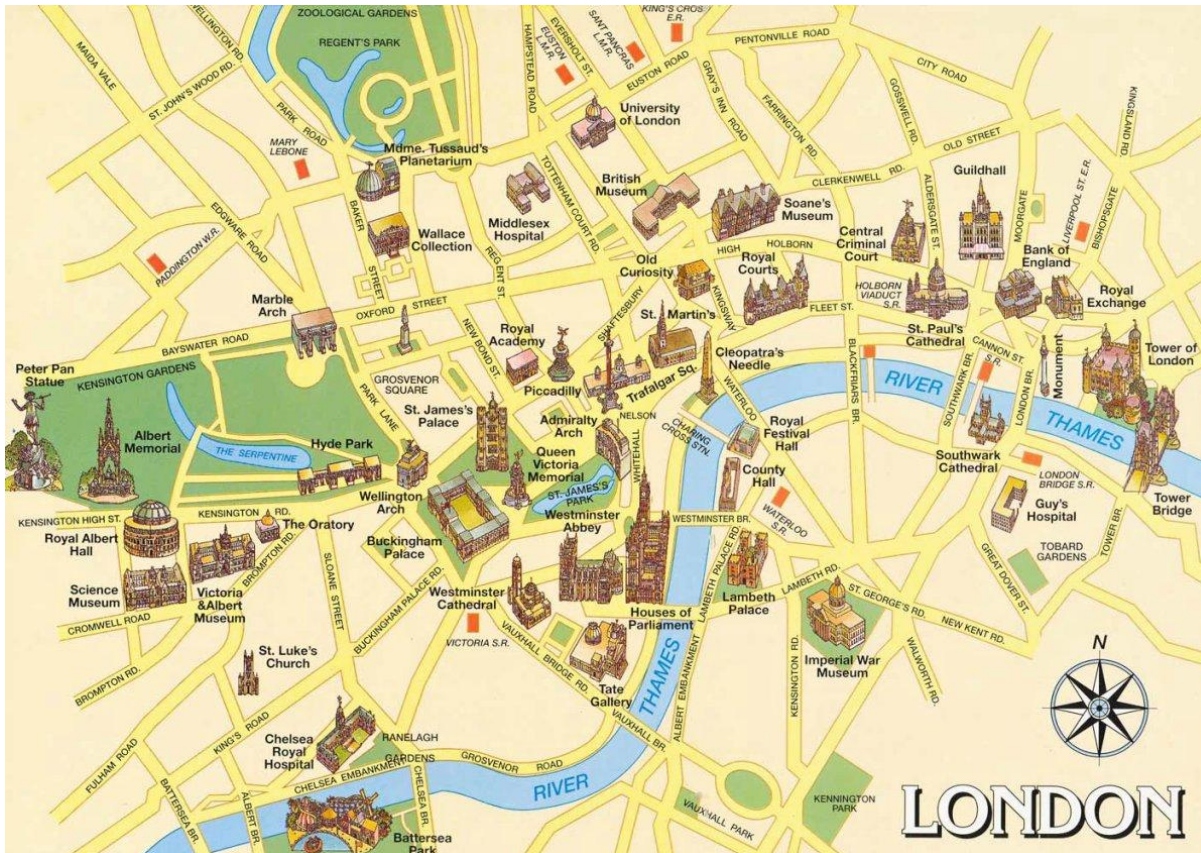 ZOOLOGICAL GARDENS
REGENT'S PARK
MAIDA VALE
WELLINGTON RD.
ST. JOHN'S WOOD RD.
PARK ROAD
HAMPSTEAD ROAD
EVERSHOLT ST.
EUSTON
L.M.R.
SANT PANCRAS
L.M.R.
KING'S CROS
E.R.
EUSTON ROAD
PENTONVILLE ROAD
CITY ROAD
GRAY'S INN ROAD
FARRINGTON RD.
GOSSWELL RD.
OLD STREET
KINGSLAND RD.
MARY
LEBONE
Mdme. Tussaud's
Planetarium
University
of London
British
Museum
Middlesex
Hospital
TOTTENHAM COURT RD.
Soane's
Museum
CLERKENWELL RD.
ALDERSGATE ST.
Guildhall
MOORGATE
LIVERPOOL ST. E.R.
BISHOPSGATE
EDGWARE ROAD
PADDINGTON W.R.
BAKER
STREET
Wallace
Collection
REGENT ST.
HIGH
HOLBORN
Central
Criminal
Court
Bank of
England
Old
Curiosity
Royal
Courts
KINGSWAY
HOLBORN
VIADUCT
S.R.
Royal
Exchange
Marble
Arch
OXFORD STREET
NEW BOND ST.
Royal
Academy
SHAFTESBURY
St. Martin's
FLEET ST.
St. Paul's
Cathedral
CANNON ST.
S.R.
Monument
Tower of
London
BAYSWATER ROAD
Peter Pan
Statue
KENSINGTON GARDENS
GROSVENOR
SQUARE
PARK LANE
Piccadilly
Trafalgar Sq.
Cleopatra's
Needle
BLACKFRIARS BR.
RIVER
SOUTHWARK BR.
LONDON BR.
THAMES
St. James's
Palace
Admiralty
Arch
NELSON
WHITEHALL
WATERLOO
CHARING
CROSS STN.
Royal
Festival
Hall
Albert
Memorial
THE SERPENTINE
Hyde Park
Queen
Victoria
Memorial
ST. JAMES'S
PARK
County
Hall
Southwark
Cathedral
LONDON
BRIDGE S.R.
Wellington
Arch
Westminster
Abbey
WATERLOO
S.R.
Guy's
Hospital
Tower
Bridge
KENSINGTON HIGH ST.
KENSINGTON RD.
Royal Albert
Hall
The Oratory
BROMPTON RD.
Buckingham
Palace
WESTMINSTER BR.
TOWER BR.
TOBARD
GARDENS
GREAT DOVER ST.
Science
Museum
Victoria
&Albert
Museum
SLOANE STREET
BUCKINGHAM PALACE RD.
Westminster
Cathedral
Houses of
Parliament
LAMBETH PALACE RD.
Lambeth
Palace
LAMBETH RD.
ST. GEORGE'S RD.
NEW KENT RD.
CROMWELL ROAD
VICTORIA S.R.
VAUXHALL BRIDGE RD.
THAMES
ALBERT EMBANKMENT
KENSINGTON RD.
Imperial War
Museum
WALWORTH RD.
N
BROMPTON RD.
St. Luke's
Church
Tate
Gallery
VAUXHALL BR.
FULHAM ROAD
KING'S ROAD
Chelsea
Royal
Hospital
RANELAGH
GARDENS
GROSVENOR ROAD
CHELSEA EMBANKMENT
RIVER
BATTERSEA BR.
ALBERT BR.
CHELSEA BR.
Battersea
Park
VAUXHALL PARK
KENNINGTON
PARK
LONDON